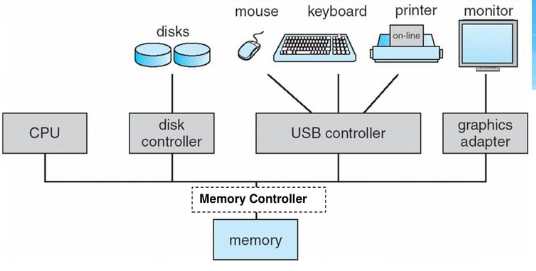 mouse
keyboard
printer
monitor
disks
on-line
CPU
disk
controller
USB controller
graphics
adapter
Memory Controller
memory